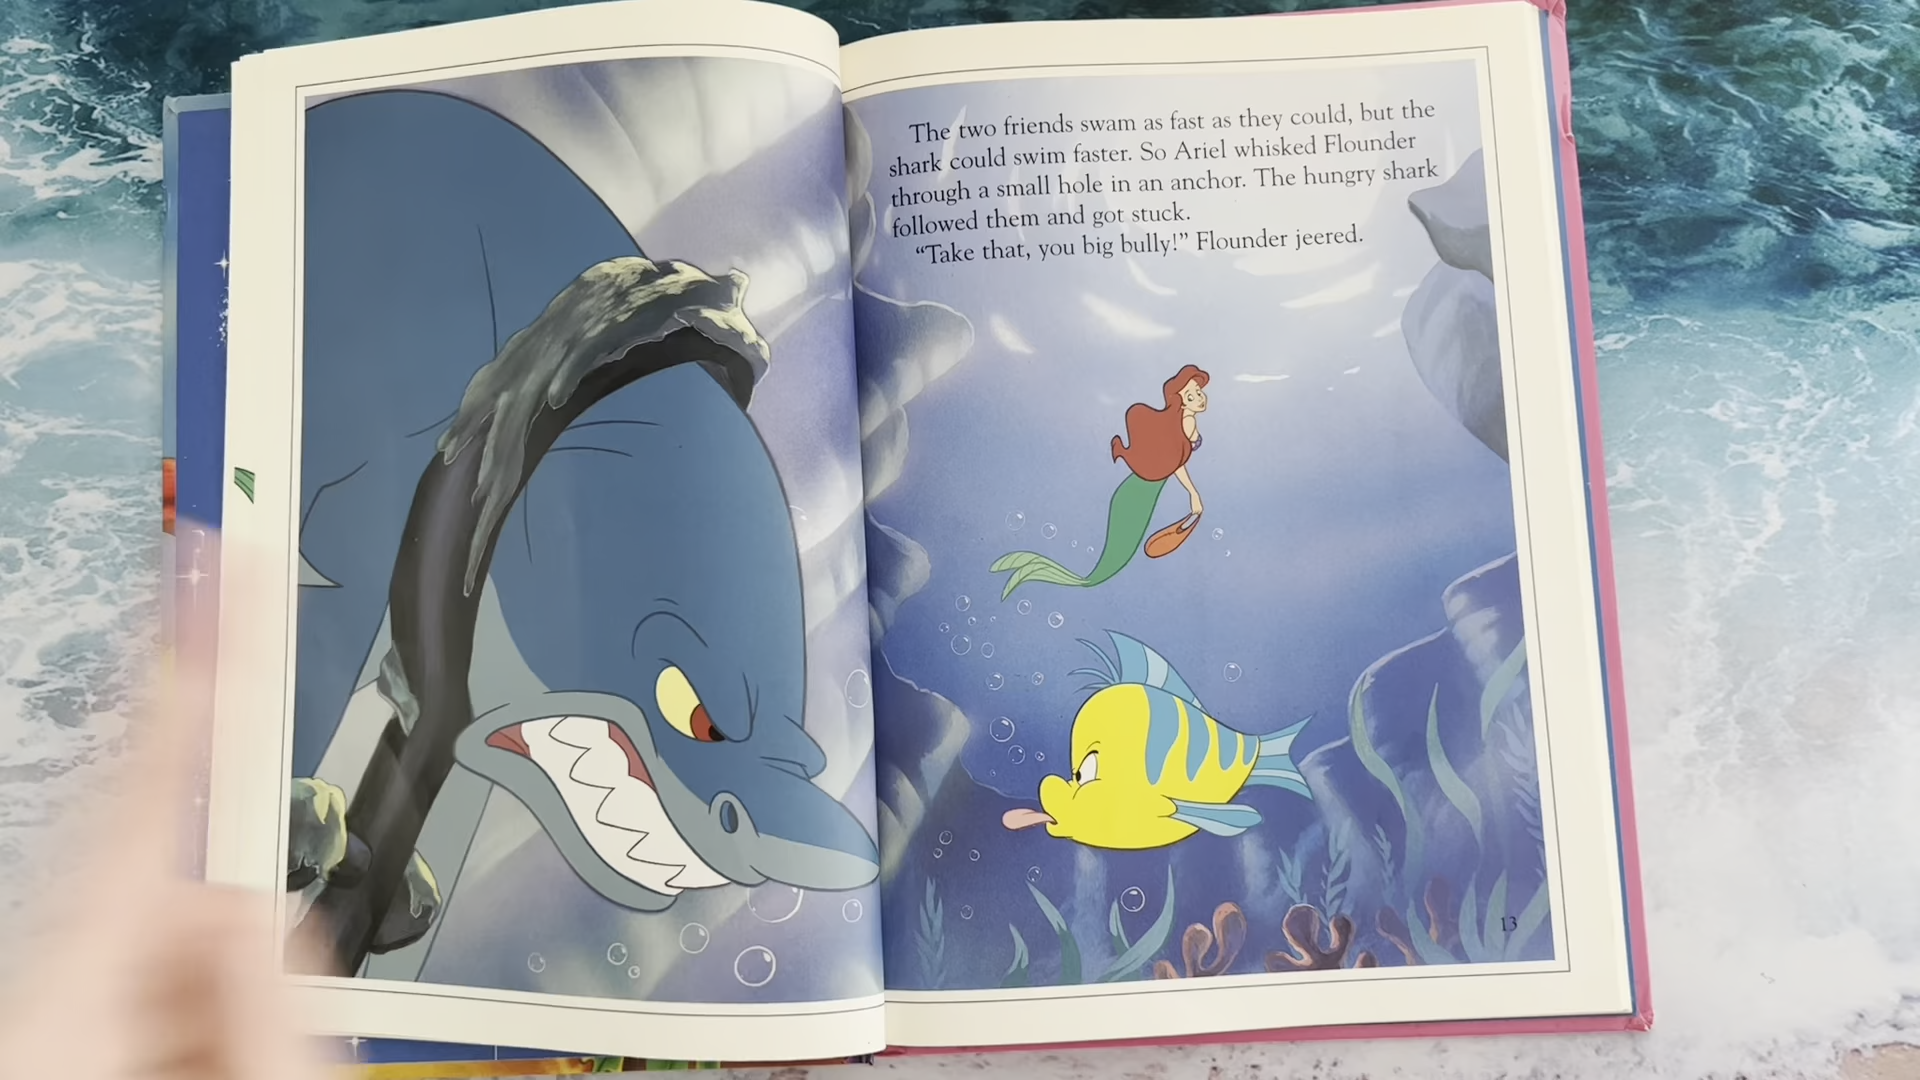 The two friends swam as fast as they could, but the
shark could swim faster. So Ariel whisked Flounder
through a small hole in an anchor. The hungry shark
followed them and got stuck.
“Take that, you big bully!” Flounder jeered.
13